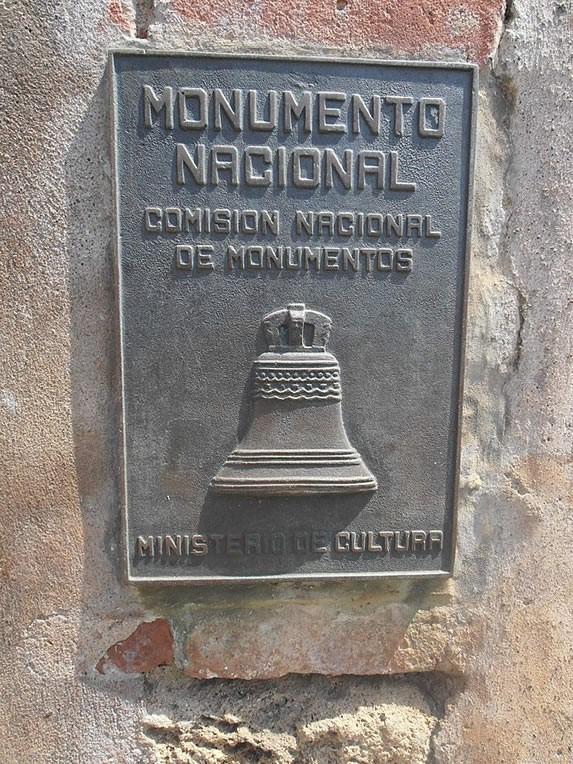 MONUMENTO
NACIONAL
COMISION NACIONAL
DE MONUMENTOS
MINISTERIO DE CULTURA